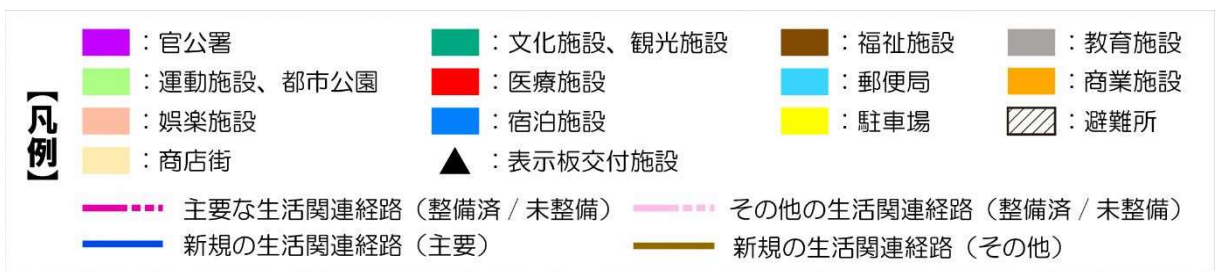 【凡例】
：官公署 ：文化施設、観光施設 ：福祉施設 ：教育施設
：運動施設、都市公園 ：医療施設 ：郵便局 ：商業施設
：娯楽施設 ：宿泊施設 ：駐車場 ：避難所
：商店街 ▲：表示板交付施設
主要な生活関連経路（整備済 / 未整備） その他の生活関連経路（整備済 / 未整備）
新規の生活関連経路（主要） 新規の生活関連経路（その他）